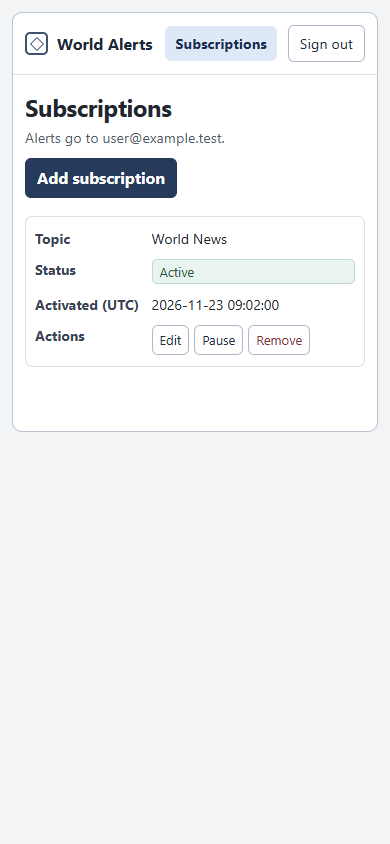 World Alerts Subscriptions Sign out
Subscriptions
Alerts go to user@example.test.
Add subscription
Topic World News
Status Active
Activated (UTC) 2026-11-23 09:02:00
Actions Edit Pause Remove